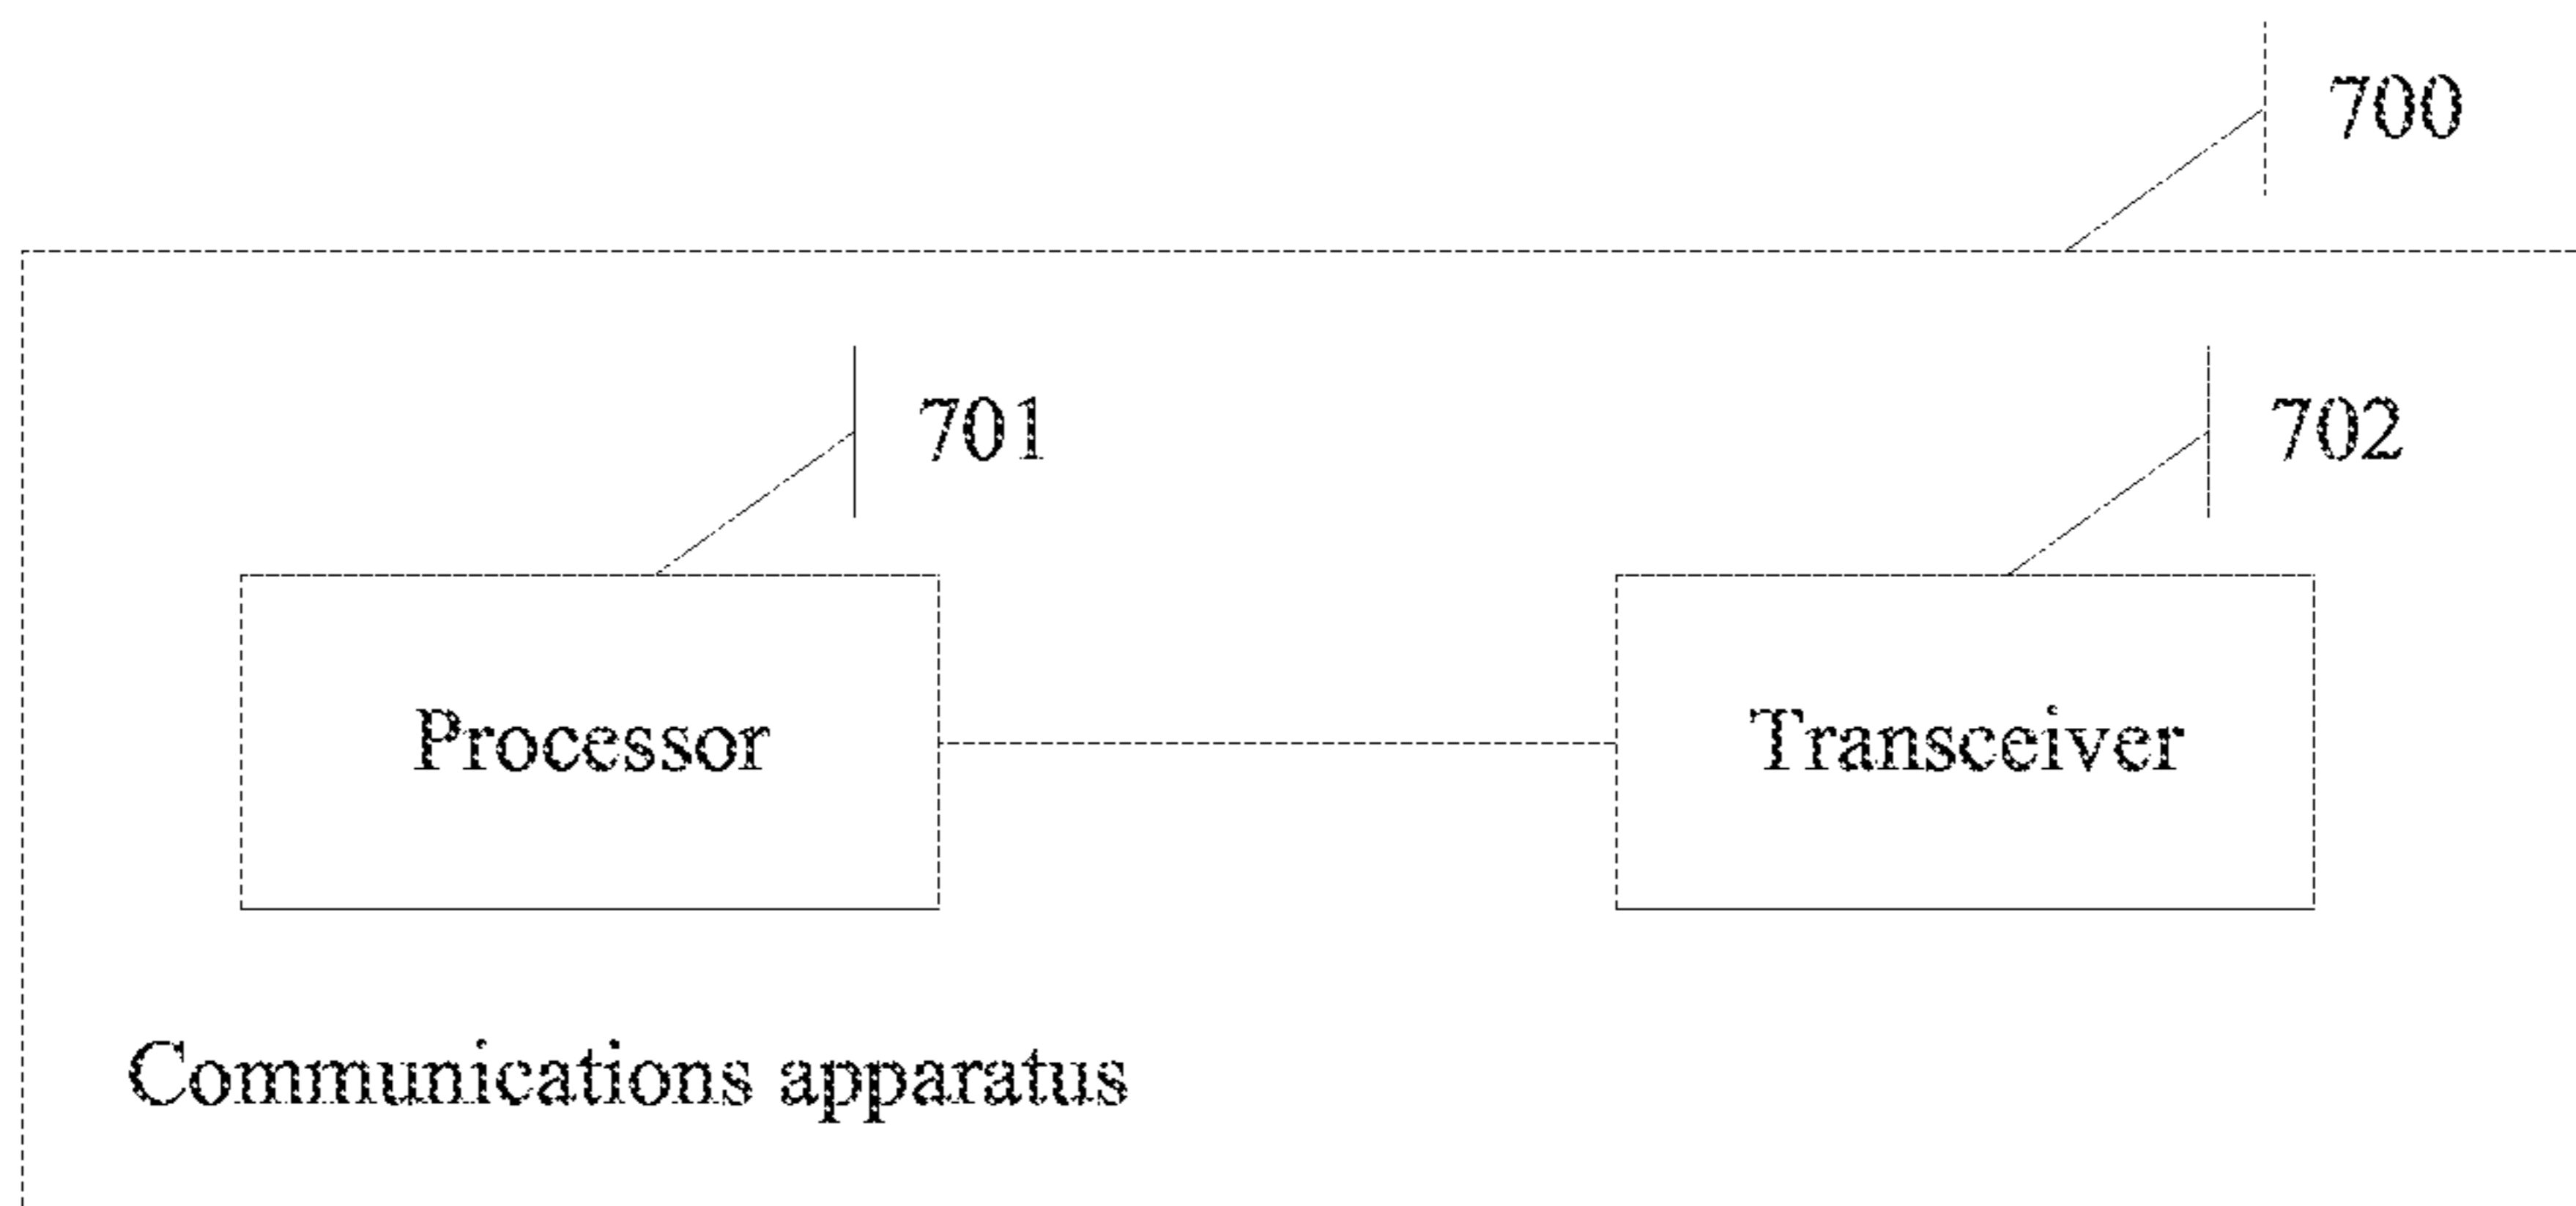 700
701
702
Processor
Transceiver
Communications apparatus